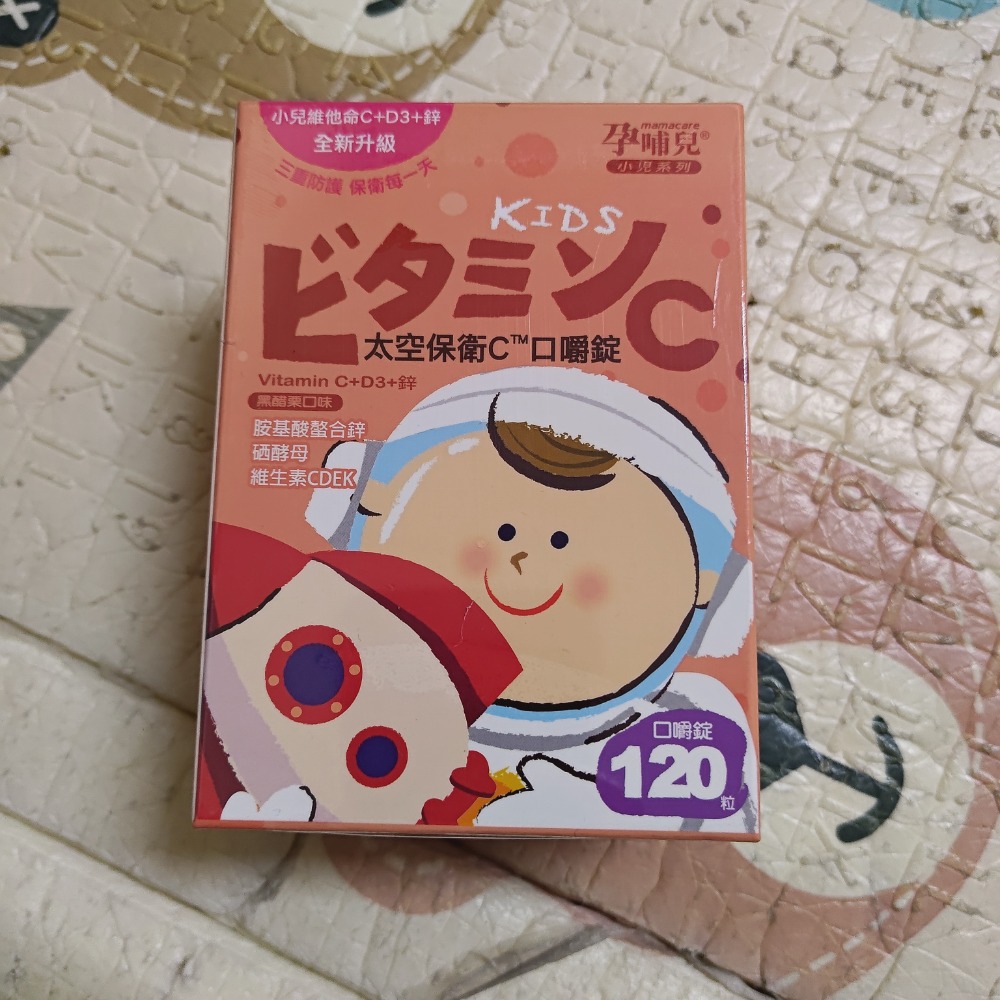 小兒維他命C+D3+鋅
全新升級
三重防護 保衛每一天
mamacare
孕哺兒®
小兒系列
KIDS
ビタミンC
太空保衛C™口嚼錠
Vitamin C+D3+鋅
黑醋栗口味
胺基酸螯合鋅
硒酵母
維生素CDEK
口嚼錠
120粒